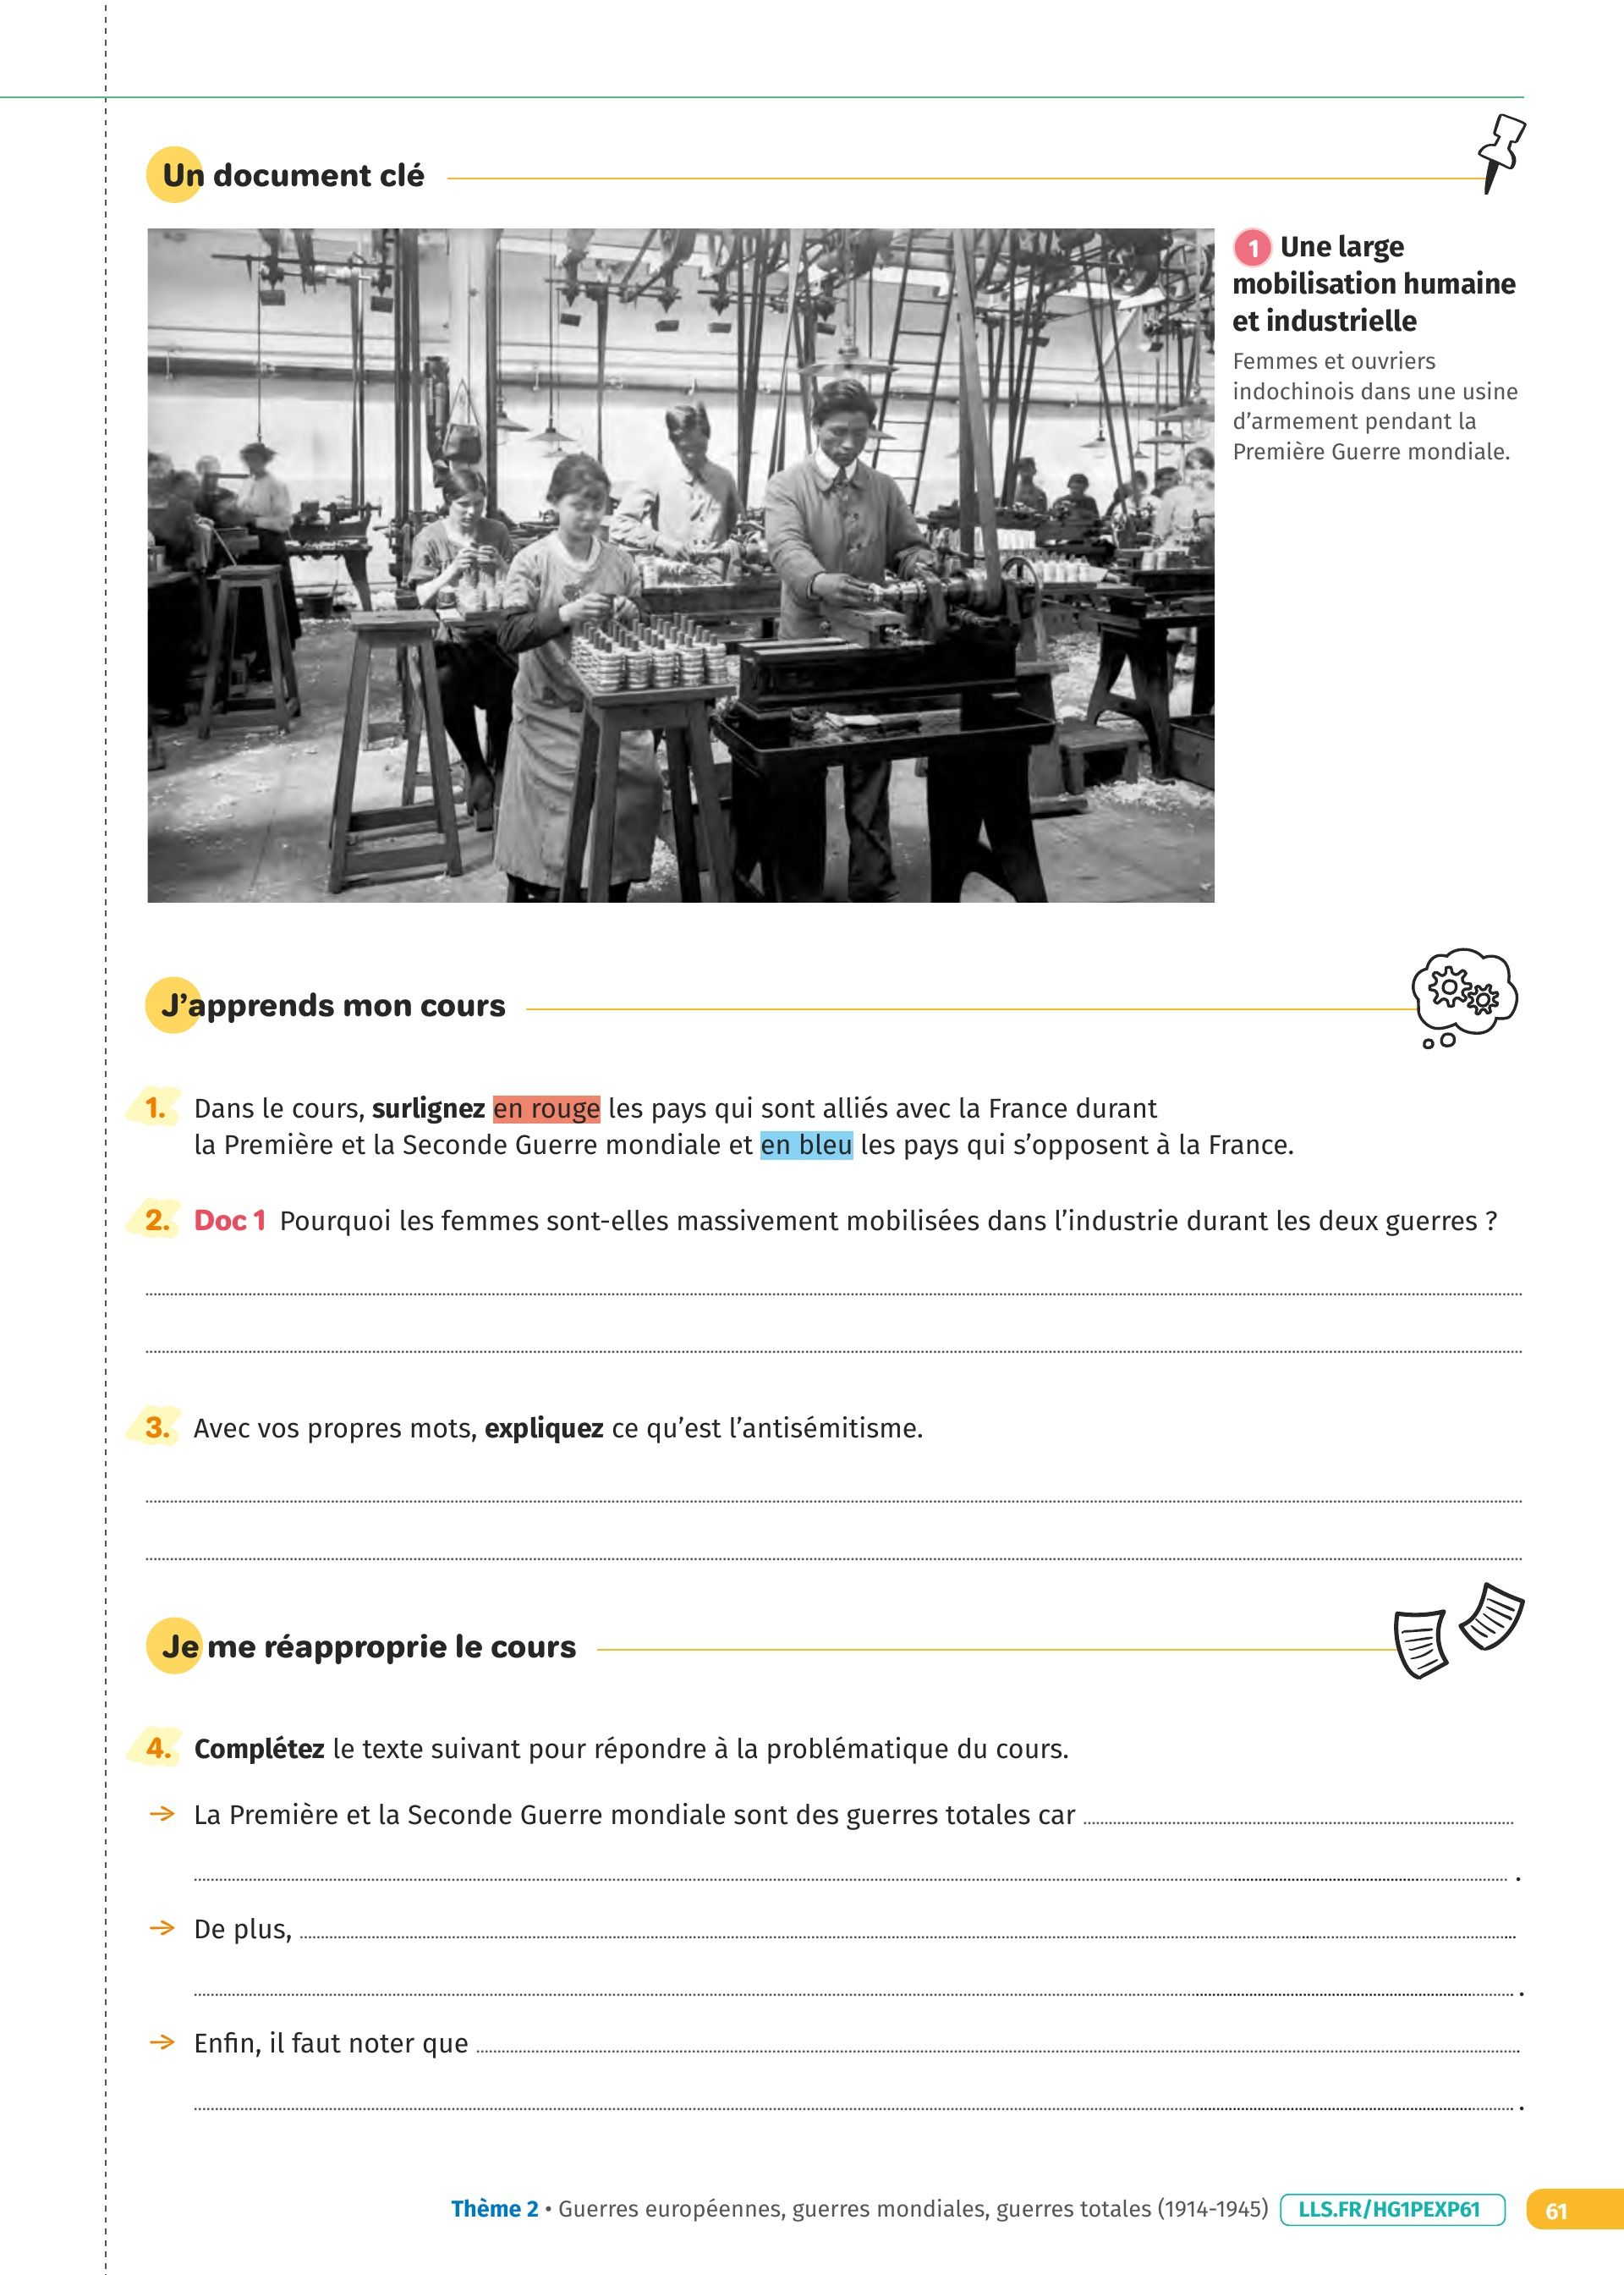 Un document clé
1 Une large
mobilisation humaine
et industrielle
Femmes et ouvriers
indochinois dans une usine
d’armement pendant la
Première Guerre mondiale.
J’apprends mon cours
1. Dans le cours, surlignez en rouge les pays qui sont alliés avec la France durant
la Première et la Seconde Guerre mondiale et en bleu les pays qui s’opposent à la France.
2. Doc 1 Pourquoi les femmes sont-elles massivement mobilisées dans l’industrie durant les deux guerres ?
3. Avec vos propres mots, expliquez ce qu’est l’antisémitisme.
Je me réapproprie le cours
4. Complétez le texte suivant pour répondre à la problématique du cours.
→ La Première et la Seconde Guerre mondiale sont des guerres totales car
.
→ De plus,
.
→ Enfin, il faut noter que
.
Thème 2 • Guerres européennes, guerres mondiales, guerres totales (1914-1945) LLS.FR/HG1PEXP61 61